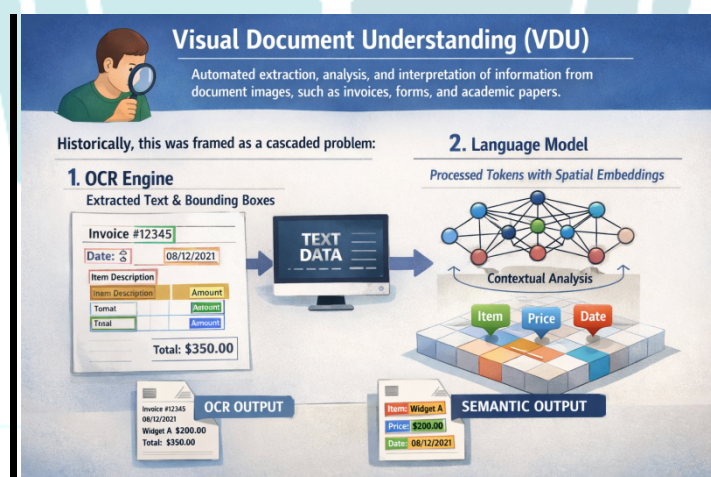 Visual Document Understanding (VDU)
Automated extraction, analysis, and interpretation of information from
document images, such as invoices, forms, and academic papers.
Historically, this was framed as a cascaded problem:
1. OCR Engine
Extracted Text & Bounding Boxes
Invoice #12345
Date:
08/12/2021
Item Description
Item Description Amount
Tomat Amount
Tnal Amount
Total: $350.00
TEXT
DATA
2. Language Model
Processed Tokens with Spatial Embeddings
Contextual Analysis
Item
Price
Date
Invoice #12345
08/12/2021
Widget A $200.00
Total: $350.00
OCR OUTPUT
Item: Widget A
Price: $200.00
Date: 08/12/2021
SEMANTIC OUTPUT